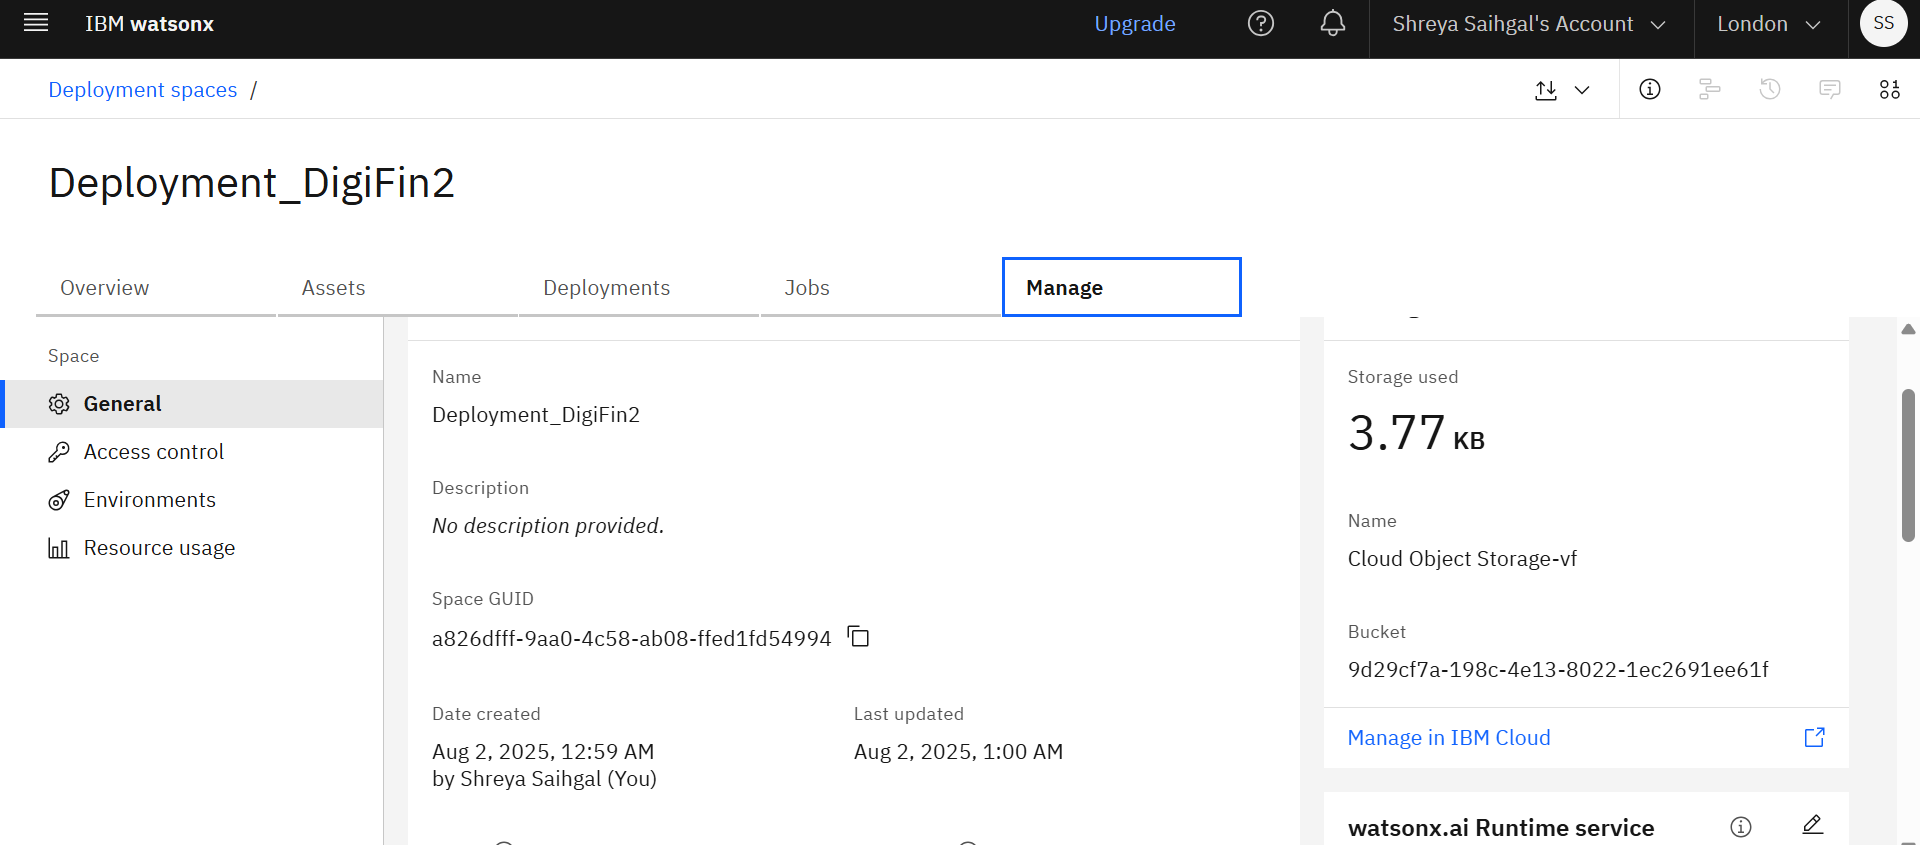 IBM watsonx
Upgrade
Shreya Saihgal's Account
London
SS
Deployment spaces /
Deployment_DigiFin2
Overview
Assets
Deployments
Jobs
Manage
Space
General
Access control
Environments
Resource usage
Name
Deployment_DigiFin2
Description
No description provided.
Space GUID
a826dfff-9aa0-4c58-ab08-ffed1fd54994
Date created
Aug 2, 2025, 12:59 AM
by Shreya Saihgal (You)
Last updated
Aug 2, 2025, 1:00 AM
Storage used
3.77 KB
Name
Cloud Object Storage-vf
Bucket
9d29cf7a-198c-4e13-8022-1ec2691ee61f
Manage in IBM Cloud
watsonx.ai Runtime service